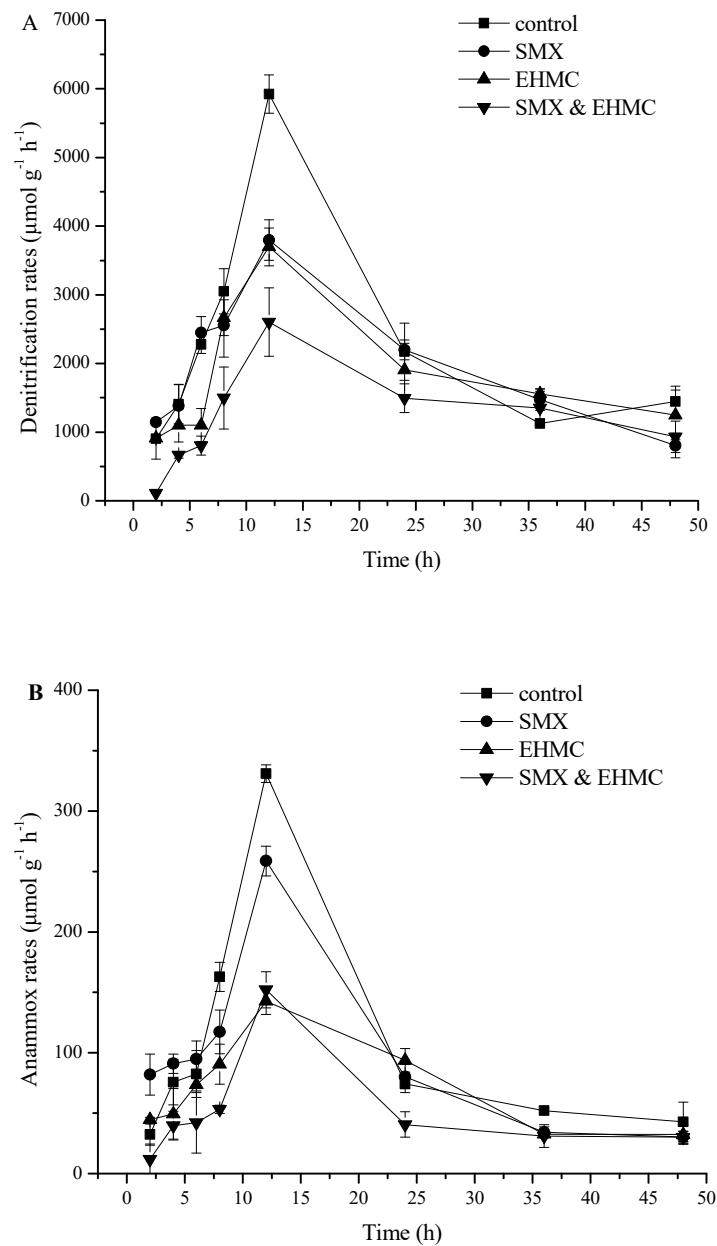 A
control
SMX
EHMC
SMX & EHMC
7000
6000
5000
4000
3000
2000
1000
0
Denitrification rates (μmol g⁻¹ h⁻¹)
0 5 10 15 20 25 30 35 40 45 50
Time (h)
B
control
SMX
EHMC
SMX & EHMC
400
300
200
100
0
Anammox rates (μmol g⁻¹ h⁻¹)
0 5 10 15 20 25 30 35 40 45 50
Time (h)